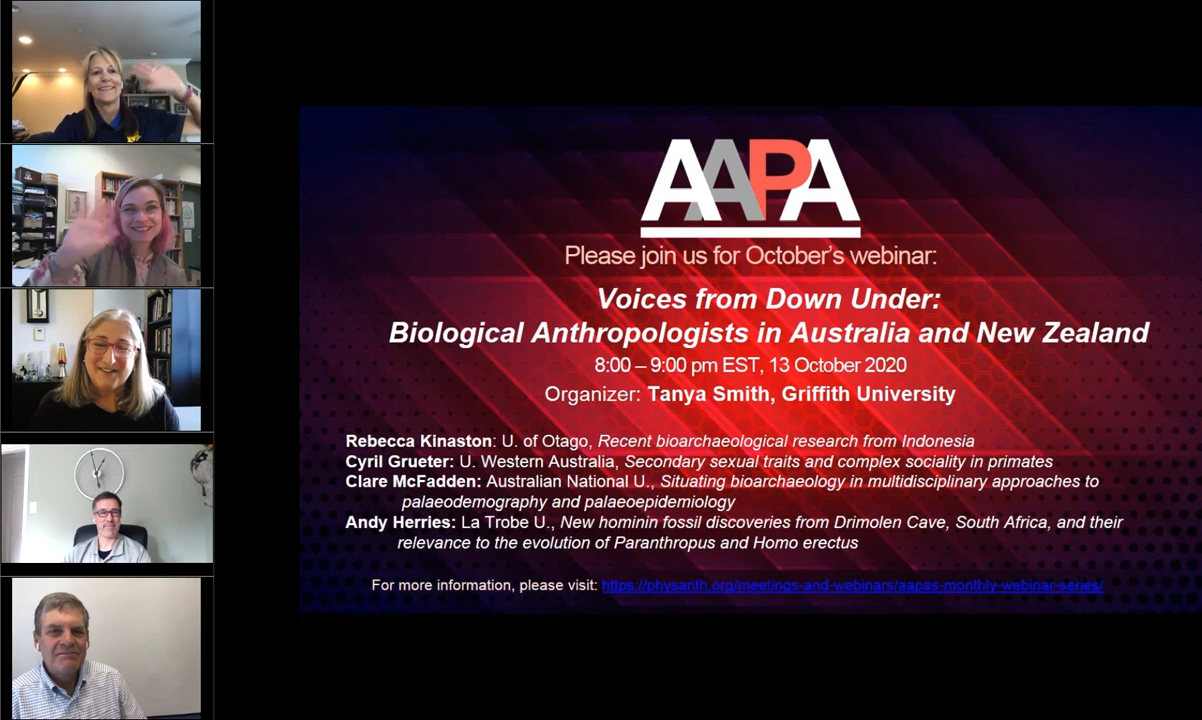 AAPA
Please join us for October's webinar:
Voices from Down Under:
Biological Anthropologists in Australia and New Zealand
8:00 – 9:00 pm EST, 13 October 2020
Organizer: Tanya Smith, Griffith University
Rebecca Kinaston: U. of Otago, Recent bioarchaeological research from Indonesia
Cyril Grueter: U. Western Australia, Secondary sexual traits and complex sociality in primates
Clare McFadden: Australian National U., Situating bioarchaeology in multidisciplinary approaches to
palaeodemography and palaeoepidemiology
Andy Herries: La Trobe U., New hominin fossil discoveries from Drimolen Cave, South Africa, and their
relevance to the evolution of Paranthropus and Homo erectus
For more information, please visit: https://physanth.org/meetings-and-webinars/aapas-monthly-webinar-series/